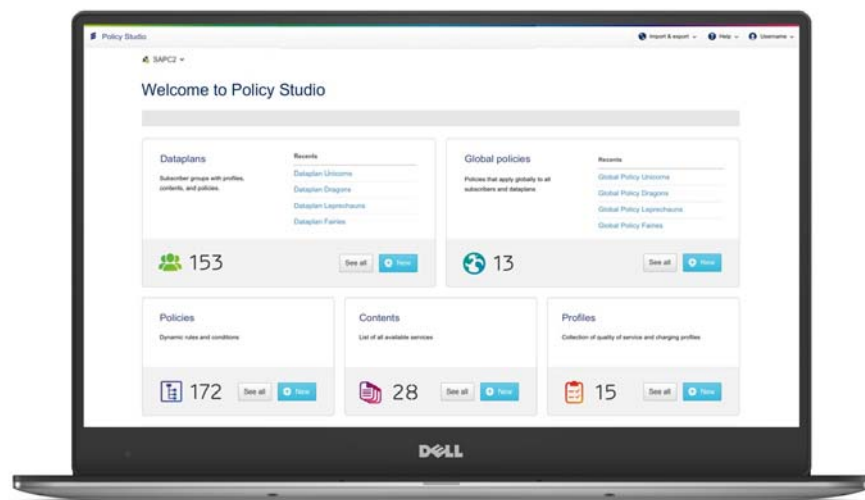 Policy Studio
Import & export
Help
Username
SAPC2
Welcome to Policy Studio
Dataplans
Subscriber groups with profiles,
contents, and policies.
Recents
Dataplan Unicorns
Dataplan Dragons
Dataplan Leprechauns
Dataplan Fairies
153
See all
New
Global policies
Policies that apply globally to all
subscribers and dataplans
Recents
Global Policy Unicorns
Global Policy Dragons
Global Policy Leprechauns
Global Policy Fairies
13
See all
New
Policies
Dynamic rules and conditions
172
See all
New
Contents
List of all available services
28
See all
New
Profiles
Collection of quality of service and charging profiles
15
See all
New
DELL